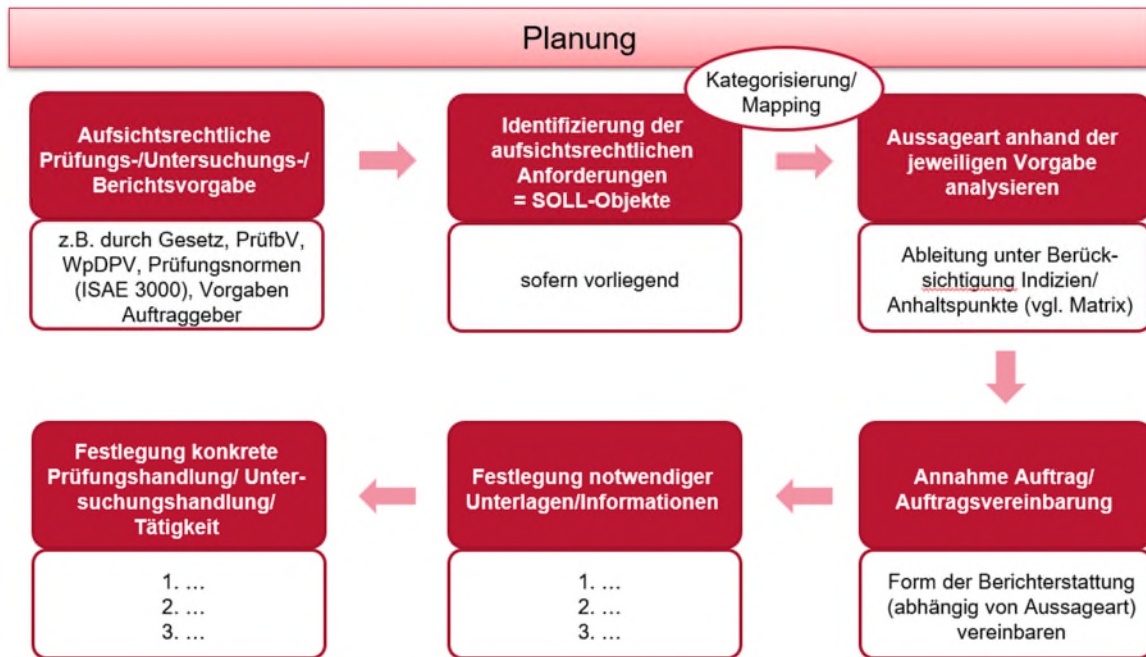 Planung
Kategorisierung/
Mapping
Aufsichtsrechtliche
Prüfungs-/Untersuchungs-/
Berichtsvorgabe
z.B. durch Gesetz, PrüfbV,
WpDPV, Prüfungsnormen
(ISAE 3000), Vorgaben
Auftraggeber
Identifizierung der
aufsichtsrechtlichen
Anforderungen
= SOLL-Objekte
sofern vorliegend
Aussageart anhand der
jeweiligen Vorgabe
analysieren
Ableitung unter Berück-
sichtigung Indizien/
Anhaltspunkte (vgl. Matrix)
Annahme Auftrag/
Auftragsvereinbarung
Form der Berichterstattung
(abhängig von Aussageart)
vereinbaren
Festlegung notwendiger
Unterlagen/Informationen
1. ...
2. ...
3. ...
Festlegung konkrete
Prüfungshandlung/ Unter-
suchungshandlung/
Tätigkeit
1. ...
2. ...
3. ...